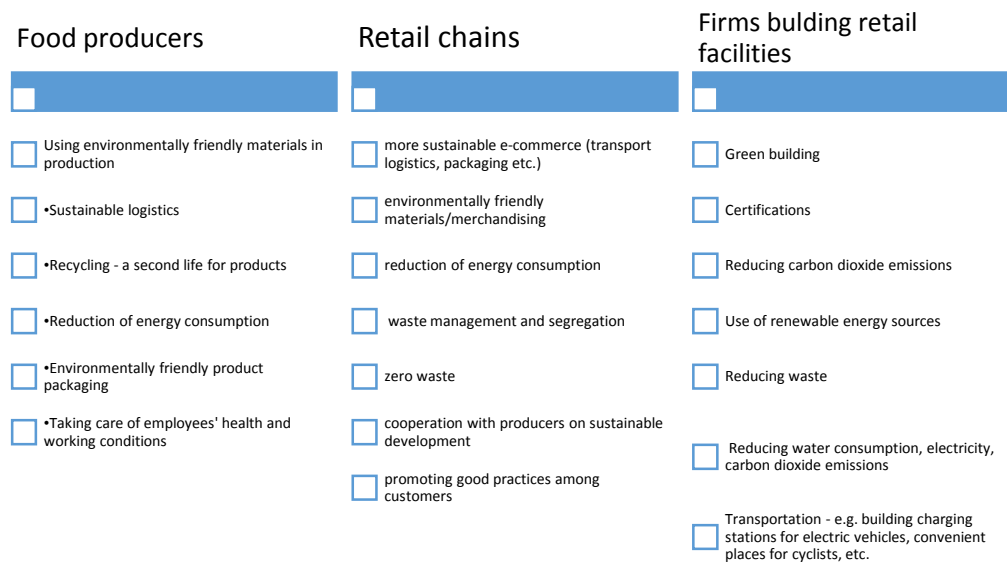 Food producers
Using environmentally friendly materials in
production
•Sustainable logistics
•Recycling - a second life for products
•Reduction of energy consumption
•Environmentally friendly product
packaging
•Taking care of employees' health and
working conditions
Retail chains
more sustainable e-commerce (transport
logistics, packaging etc.)
environmentally friendly
materials/merchandising
reduction of energy consumption
waste management and segregation
zero waste
cooperation with producers on sustainable
development
promoting good practices among
customers
Firms bulding retail
facilities
Green building
Certifications
Reducing carbon dioxide emissions
Use of renewable energy sources
Reducing waste
Reducing water consumption, electricity,
carbon dioxide emissions
Transportation - e.g. building charging
stations for electric vehicles, convenient
places for cyclists, etc.